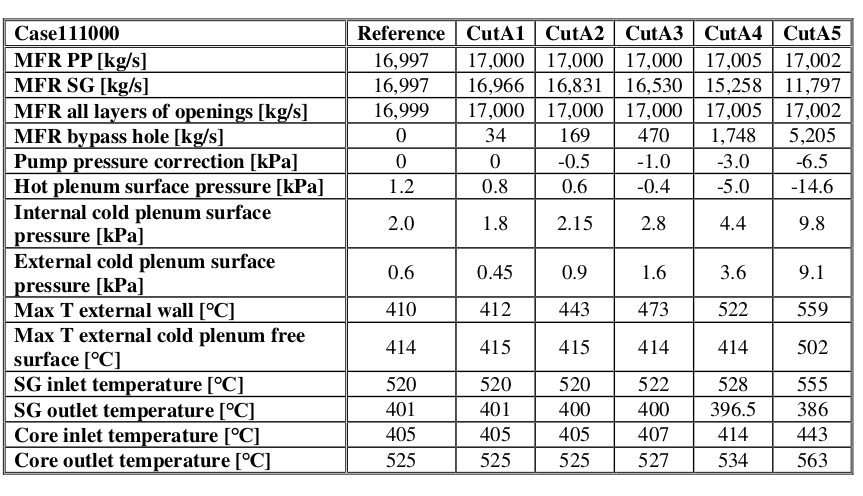 Case111000 Reference CutA1 CutA2 CutA3 CutA4 CutA5
MFR PP [kg/s] 16,997 17,000 17,000 17,000 17,005 17,002
MFR SG [kg/s] 16,997 16,966 16,831 16,530 15,258 11,797
MFR all layers of openings [kg/s] 16,999 17,000 17,000 17,000 17,005 17,002
MFR bypass hole [kg/s] 0 34 169 470 1,748 5,205
Pump pressure correction [kPa] 0 0 -0.5 -1.0 -3.0 -6.5
Hot plenum surface pressure [kPa] 1.2 0.8 0.6 -0.4 -5.0 -14.6
Internal cold plenum surface
pressure [kPa] 2.0 1.8 2.15 2.8 4.4 9.8
External cold plenum surface
pressure [kPa] 0.6 0.45 0.9 1.6 3.6 9.1
Max T external wall [°C] 410 412 443 473 522 559
Max T external cold plenum free
surface [°C] 414 415 415 414 414 502
SG inlet temperature [°C] 520 520 520 522 528 555
SG outlet temperature [°C] 401 401 400 400 396.5 386
Core inlet temperature [°C] 405 405 405 407 414 443
Core outlet temperature [°C] 525 525 525 527 534 563